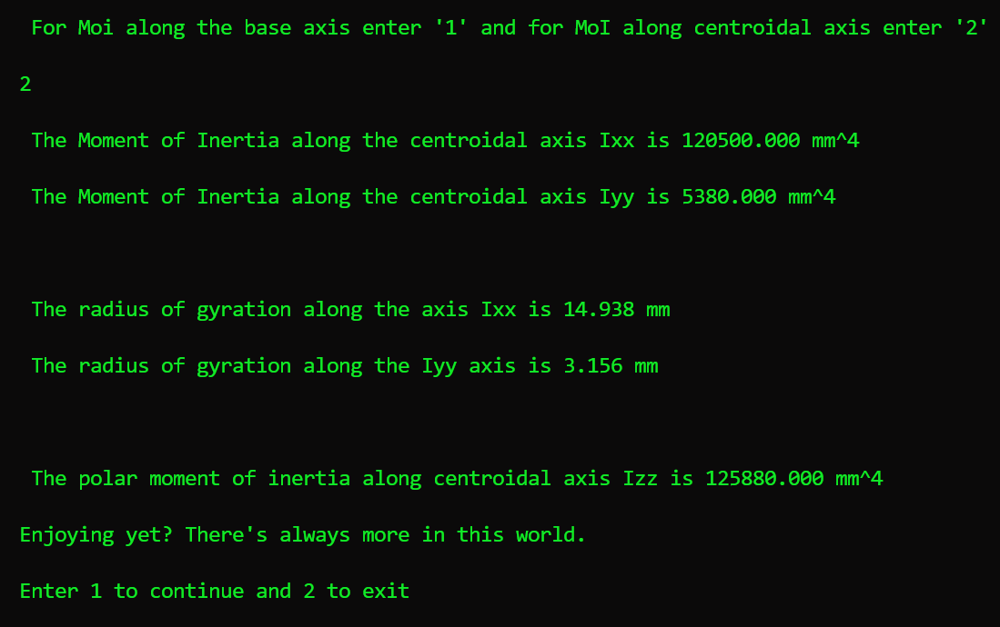 For Moi along the base axis enter '1' and for MoI along centroidal axis enter '2'
2
The Moment of Inertia along the centroidal axis Ixx is 120500.000 mm^4
The Moment of Inertia along the centroidal axis Iyy is 5380.000 mm^4
The radius of gyration along the axis Ixx is 14.938 mm
The radius of gyration along the Iyy axis is 3.156 mm
The polar moment of inertia along centroidal axis Izz is 125880.000 mm^4
Enjoying yet? There's always more in this world.
Enter 1 to continue and 2 to exit